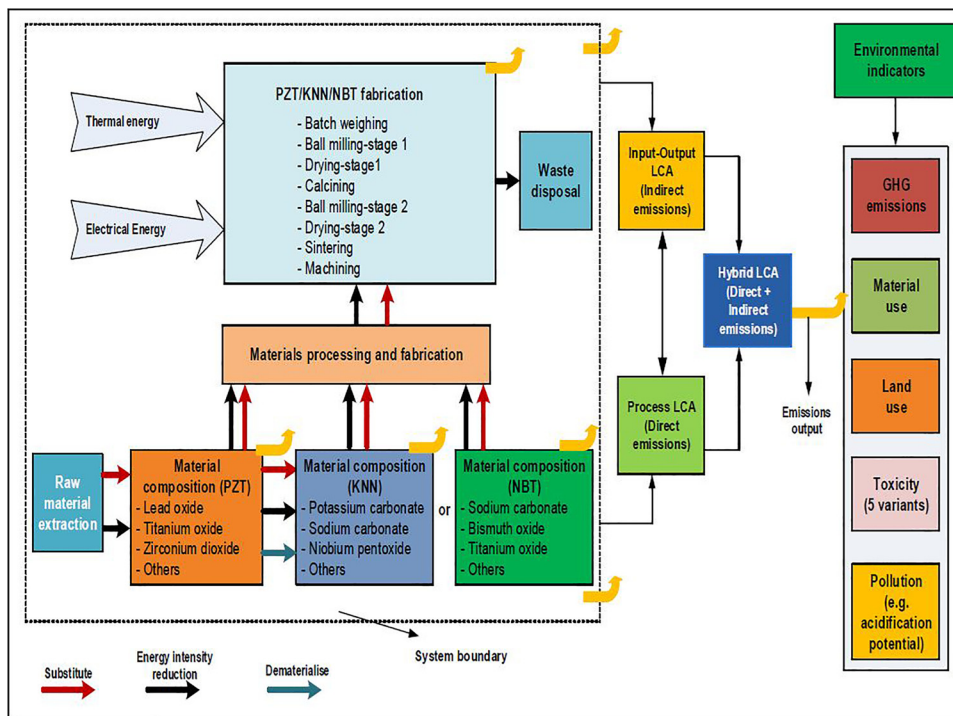 Thermal energy
Electrical Energy
PZT/KNN/NBT fabrication
- Batch weighing
- Ball milling-stage 1
- Drying-stage1
- Calcining
- Ball milling-stage 2
- Drying-stage 2
- Sintering
- Machining
Waste
disposal
Materials processing and fabrication
Raw
material
extraction
Material
composition (PZT)
- Lead oxide
- Titanium oxide
- Zirconium dioxide
- Others
Material composition
(KNN)
- Potassium carbonate
- Sodium carbonate
- Niobium pentoxide
- Others
or
Material composition
(NBT)
- Sodium carbonate
- Bismuth oxide
- Titanium oxide
- Others
System boundary
Substitute
Energy intensity
reduction
Dematerialise
Input-Output
LCA
(Indirect
emissions)
Process LCA
(Direct
emissions)
Hybrid LCA
(Direct +
Indirect
emissions)
Emissions
output
Environmental
indicators
GHG
emissions
Material
use
Land
use
Toxicity
(5 variants)
Pollution
(e.g.
acidification
potential)